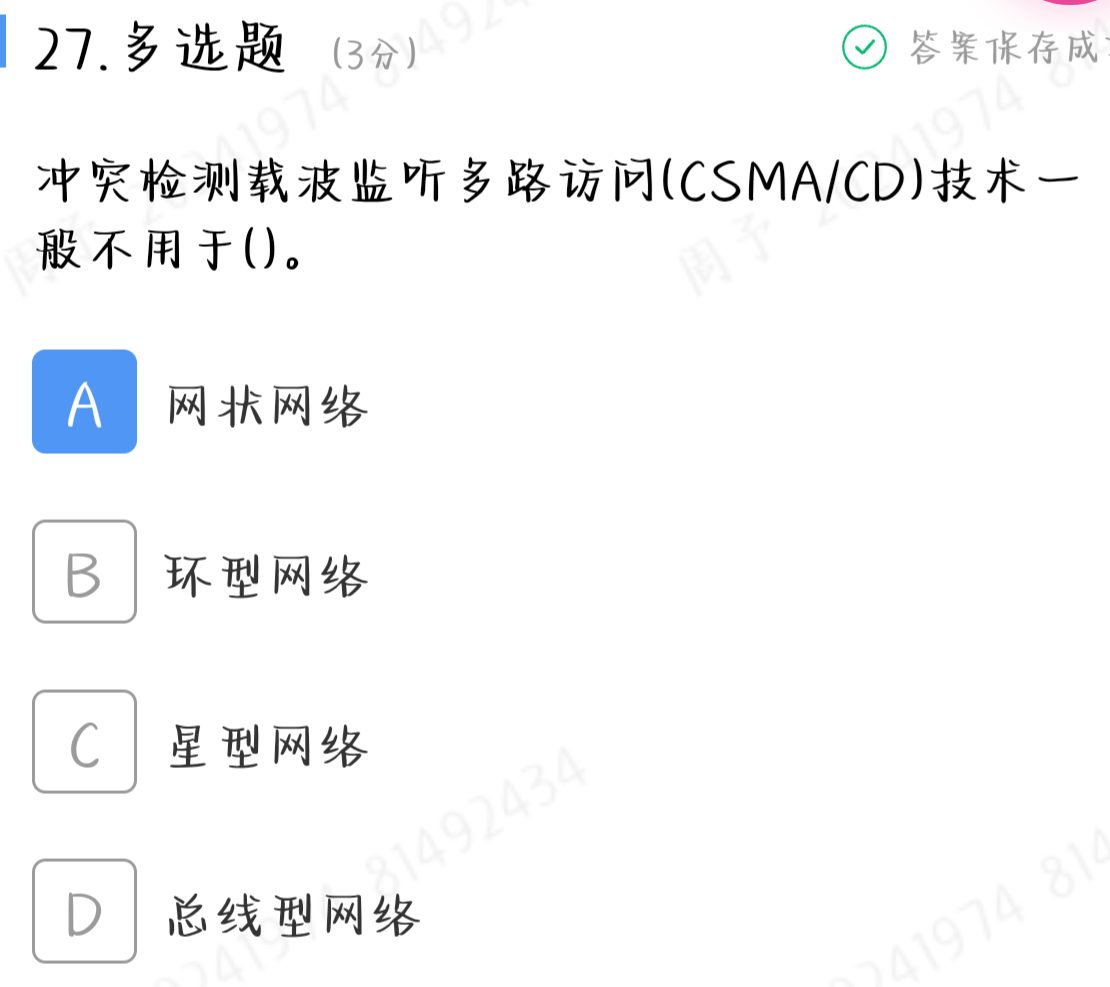 27.多选题 (3分)
答案保存成
冲突检测载波监听多路访问(CSMA/CD)技术一
般不用于()。
A 网状网络
B 环型网络
C 星型网络
D 总线型网络